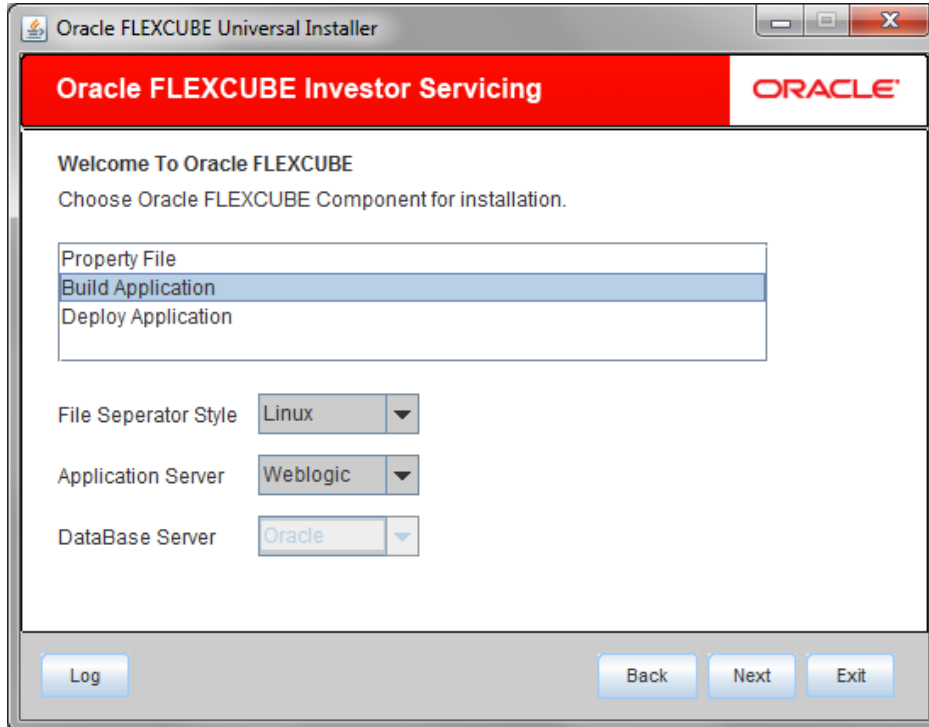 Oracle FLEXCUBE Universal Installer
Oracle FLEXCUBE Investor Servicing
ORACLE
Welcome To Oracle FLEXCUBE
Choose Oracle FLEXCUBE Component for installation.
Property File
Build Application
Deploy Application
File Seperator Style Linux
Application Server Weblogic
DataBase Server Oracle
Log Back Next Exit